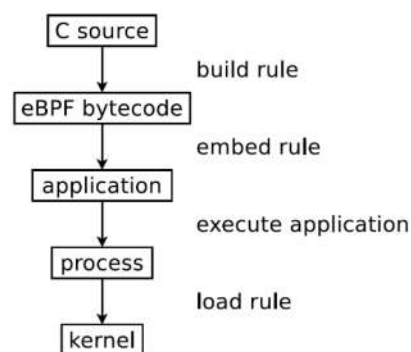 C source
build rule
eBPF bytecode
embed rule
application
execute application
process
load rule
kernel